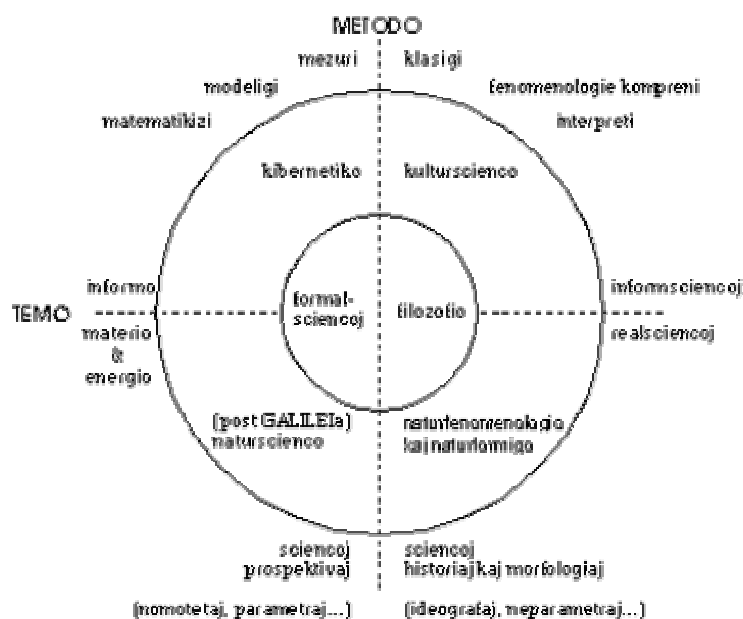 METODO
mezuri klasigi
modeligi fenomenologie kompreni
matematikizi interpreti
kibernetiko kulturscienco
informo informsciencoj
TEMO formal- filozofio
sciencoj
materio realsciencoj
&
energio
(post GALILEIa) naturfenomenologio
naturscienco kaj naturformigo
sciencoj sciencoj
prospektivaj historiaj kaj morfologiaj
(nomotetaj, parametraj...) (ideografaj, neparametraj...)